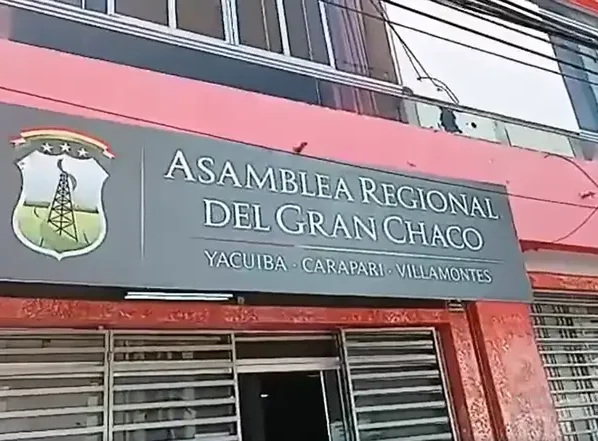 ASAMBLEA REGIONAL
DEL GRAN CHACO
YACUIBA · CARAPARI · VILLAMONTES